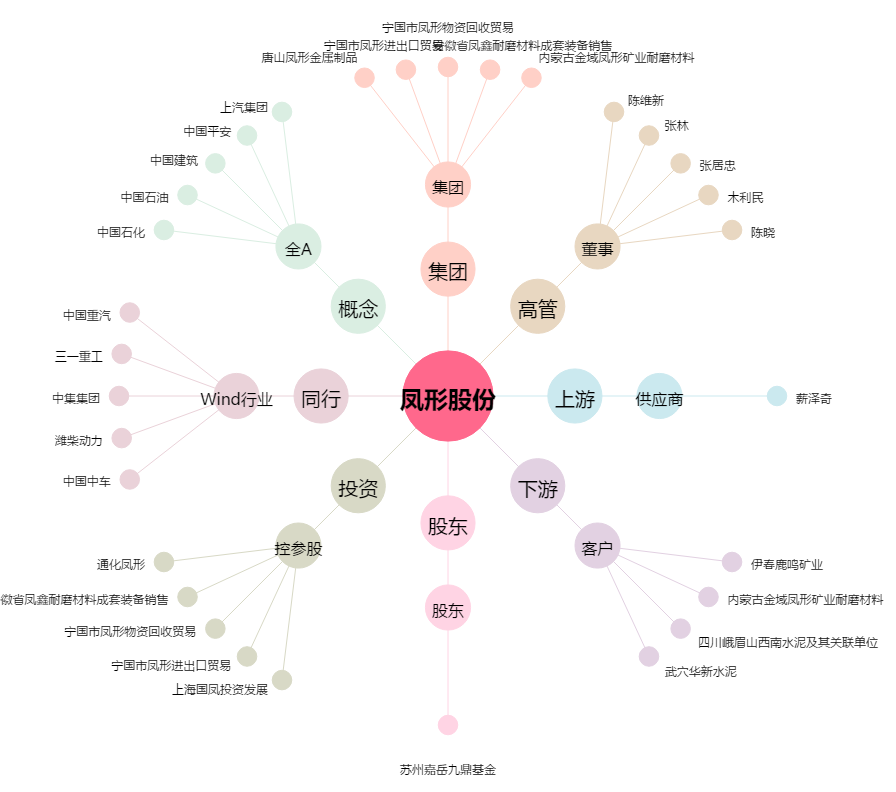 宁国市凤形物资回收贸易
宁国市凤形进出口贸易
安徽省凤鑫耐磨材料成套装备销售
唐山凤形金属制品
内蒙古金域凤形矿业耐磨材料
上汽集团
中国平安
中国建筑
中国石油
中国石化
陈维新
张林
张居忠
木利民
陈晓
集团
全A
董事
集团
概念
高管
中国重汽
三一重工
中集集团
潍柴动力
中国中车
Wind行业
同行
凤形股份
上游
供应商
薛泽奇
投资
股东
下游
控参股
客户
股东
通化凤形
徽省凤鑫耐磨材料成套装备销售
宁国市凤形物资回收贸易
宁国市凤形进出口贸易
上海国凤投资发展
伊春鹿鸣矿业
内蒙古金域凤形矿业耐磨材料
四川峨眉山西南水泥及其关联单位
武穴华新水泥
苏州嘉岳九鼎基金